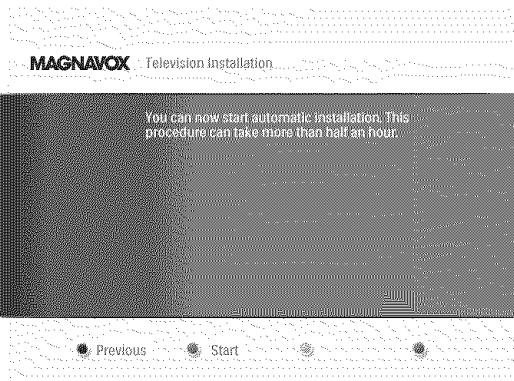 MAGNAVOX Television Installation
You can now start automatic installation. This
procedure can take more than half an hour.
Previous Start